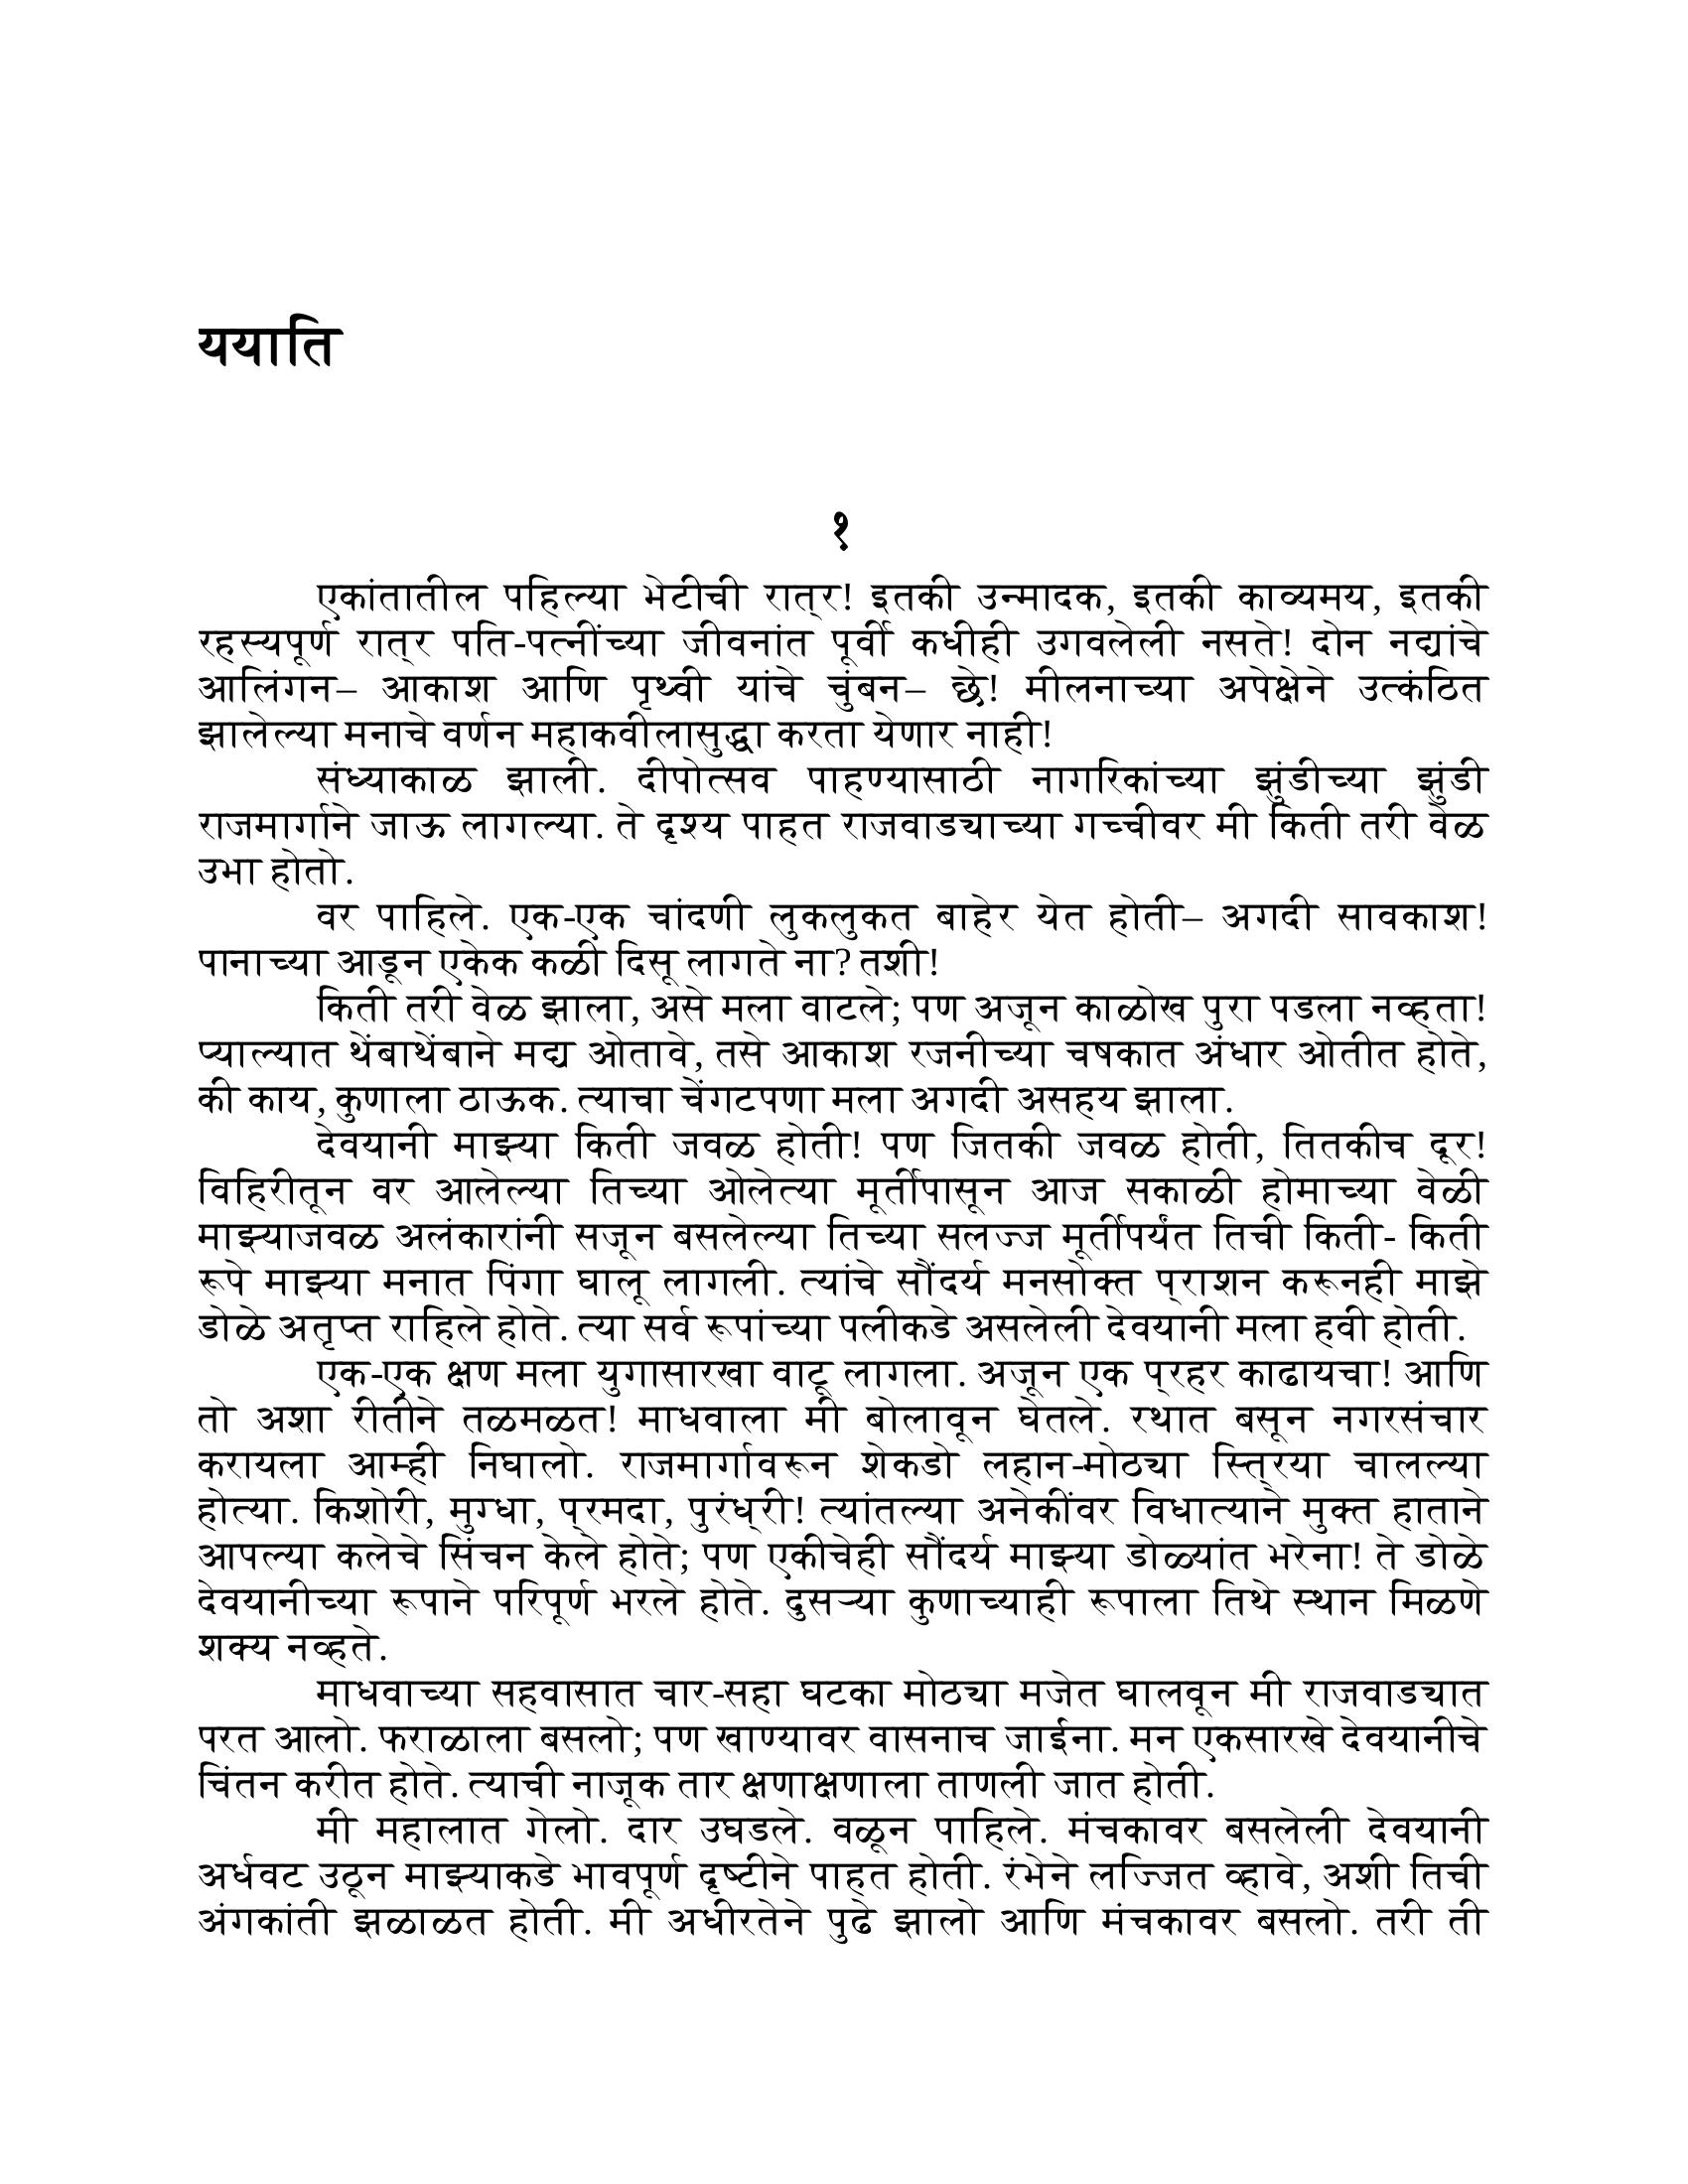 ययाति
१
एकांतातील पहिल्या भेटीची रात्र! इतकी उन्मादक, इतकी काव्यमय, इतकी
रहस्यपूर्ण रात्र पति-पत्नींच्या जीवनांत पूर्वी कधीही उगवलेली नसते! दोन नद्यांचे
आलिंगन– आकाश आणि पृथ्वी यांचे चुंबन– छे! मीलनाच्या अपेक्षेने उत्कंठित
झालेल्या मनाचे वर्णन महाकवीलासुद्धा करता येणार नाही!
संध्याकाळ झाली. दीपोत्सव पाहण्यासाठी नागरिकांच्या झुंडीच्या झुंडी
राजमार्गाने जाऊ लागल्या. ते दृश्य पाहत राजवाड्याच्या गच्चीवर मी किती तरी वेळ
उभा होतो.
वर पाहिले. एक-एक चांदणी लुकलुकत बाहेर येत होती– अगदी सावकाश!
पानाच्या आडून एकेक कळी दिसू लागते ना? तशी!
किती तरी वेळ झाला, असे मला वाटले; पण अजून काळोख पुरा पडला नव्हता!
प्याल्यात थेंबाथेंबाने मद्य ओतावे, तसे आकाश रजनीच्या चषकात अंधार ओतीत होते,
की काय, कुणाला ठाऊक. त्याचा चेंगटपणा मला अगदी असहय झाला.
देवयानी माझ्या किती जवळ होती! पण जितकी जवळ होती, तितकीच दूर!
विहिरीतून वर आलेल्या तिच्या ओलेत्या मूर्तीपासून आज सकाळी होमाच्या वेळी
माझ्याजवळ अलंकारांनी सजून बसलेल्या तिच्या सलज्ज मूर्तीपर्यंत तिची किती- किती
रूपे माझ्या मनात पिंगा घालू लागली. त्यांचे सौंदर्य मनसोक्त प्राशन करूनही माझे
डोळे अतृप्त राहिले होते. त्या सर्व रूपांच्या पलीकडे असलेली देवयानी मला हवी होती.
एक-एक क्षण मला युगासारखा वाटू लागला. अजून एक प्रहर काढायचा! आणि
तो अशा रीतीने तळमळत! माधवाला मी बोलावून घेतले. रथात बसून नगरसंचार
करायला आम्ही निघालो. राजमार्गावरून शेकडो लहान-मोठ्या स्त्रिया चालल्या
होत्या. किशोरी, मुग्धा, प्रमदा, पुरंध्री! त्यांतल्या अनेकींवर विधात्याने मुक्त हाताने
आपल्या कलेचे सिंचन केले होते; पण एकीचेही सौंदर्य माझ्या डोळ्यांत भरेना! ते डोळे
देवयानीच्या रूपाने परिपूर्ण भरले होते. दुसऱ्या कुणाच्याही रूपाला तिथे स्थान मिळणे
शक्य नव्हते.
माधवाच्या सहवासात चार-सहा घटका मोठ्या मजेत घालवून मी राजवाड्यात
परत आलो. फराळाला बसलो; पण खाण्यावर वासनाच जाईना. मन एकसारखे देवयानीचे
चिंतन करीत होते. त्याची नाजूक तार क्षणाक्षणाला ताणली जात होती.
मी महालात गेलो. दार उघडले. वळून पाहिले. मंचकावर बसलेली देवयानी
अर्धवट उठून माझ्याकडे भावपूर्ण दृष्टीने पाहत होती. रंभेने लज्जित व्हावे, अशी तिची
अंगकांती झळाळत होती. मी अधीरतेने पुढे झालो आणि मंचकावर बसलो. तरी ती